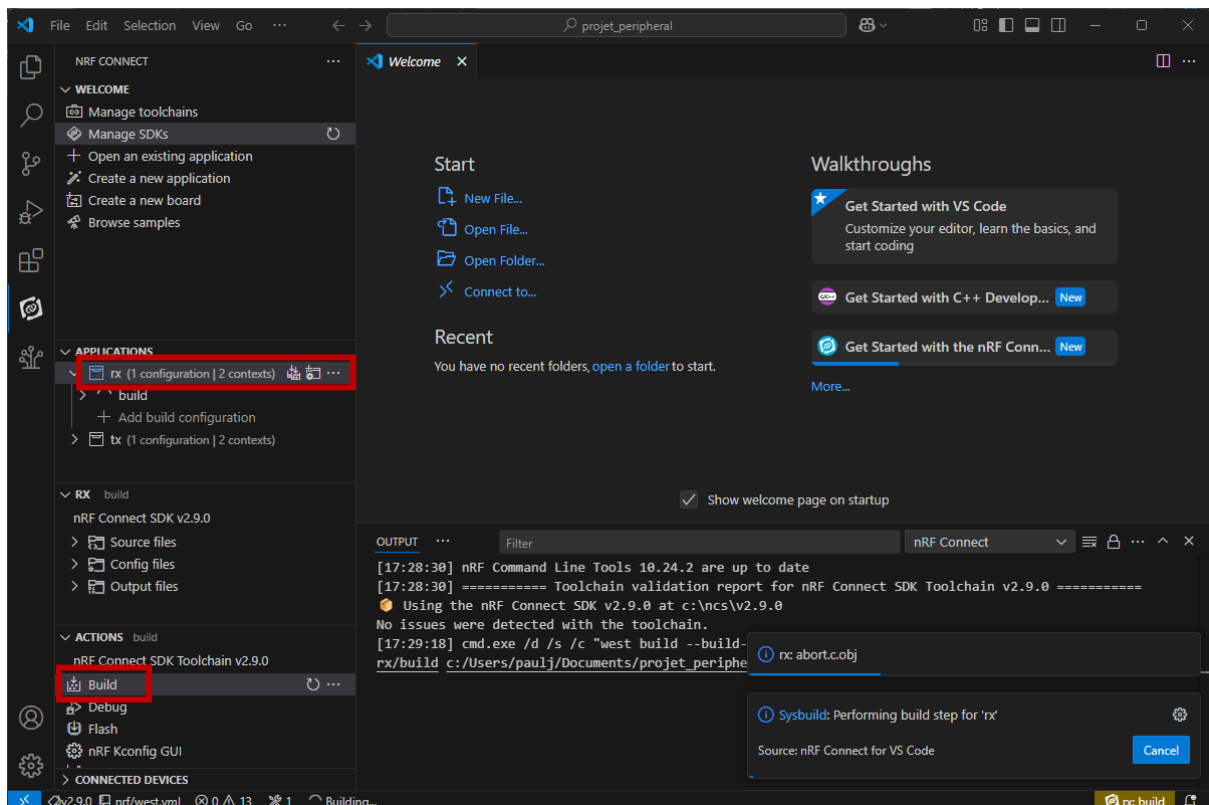 File Edit Selection View Go ··· projet_peripheral
NRF CONNECT ···
WELCOME
Manage toolchains
Manage SDKs
Open an existing application
Create a new application
Create a new board
Browse samples
APPLICATIONS
rx (1 configuration | 2 contexts) ···
build
Add build configuration
tx (1 configuration | 2 contexts)
RX build
nRF Connect SDK v2.9.0
Source files
Config files
Output files
ACTIONS build
nRF Connect SDK Toolchain v2.9.0
Build ···
Debug
Flash
nRF Kconfig GUI
CONNECTED DEVICES
Welcome
Start
New File...
Open File...
Open Folder...
Connect to...
Recent
You have no recent folders, open a folder to start.
Walkthroughs
Get Started with VS Code
Customize your editor, learn the basics, and
start coding
Get Started with C++ Develop... New
Get Started with the nRF Conn... New
More...
Show welcome page on startup
OUTPUT ··· Filter nRF Connect ···
[17:28:30] nRF Command Line Tools 10.24.2 are up to date
[17:28:30] =========== Toolchain validation report for nRF Connect SDK Toolchain v2.9.0 ===========
Using the nRF Connect SDK v2.9.0 at c:\ncs\v2.9.0
No issues were detected with the toolchain.
[17:29:18] cmd.exe /d /s /c "west build --build-
rx/build c:/Users/paulj/Documents/projet_periphe
rx: abort.c.obj
Sysbuild: Performing build step for 'rx'
Source: nRF Connect for VS Code
Cancel
v2.9.0 nrf/west.yml 0 13 1 Building... rx: build